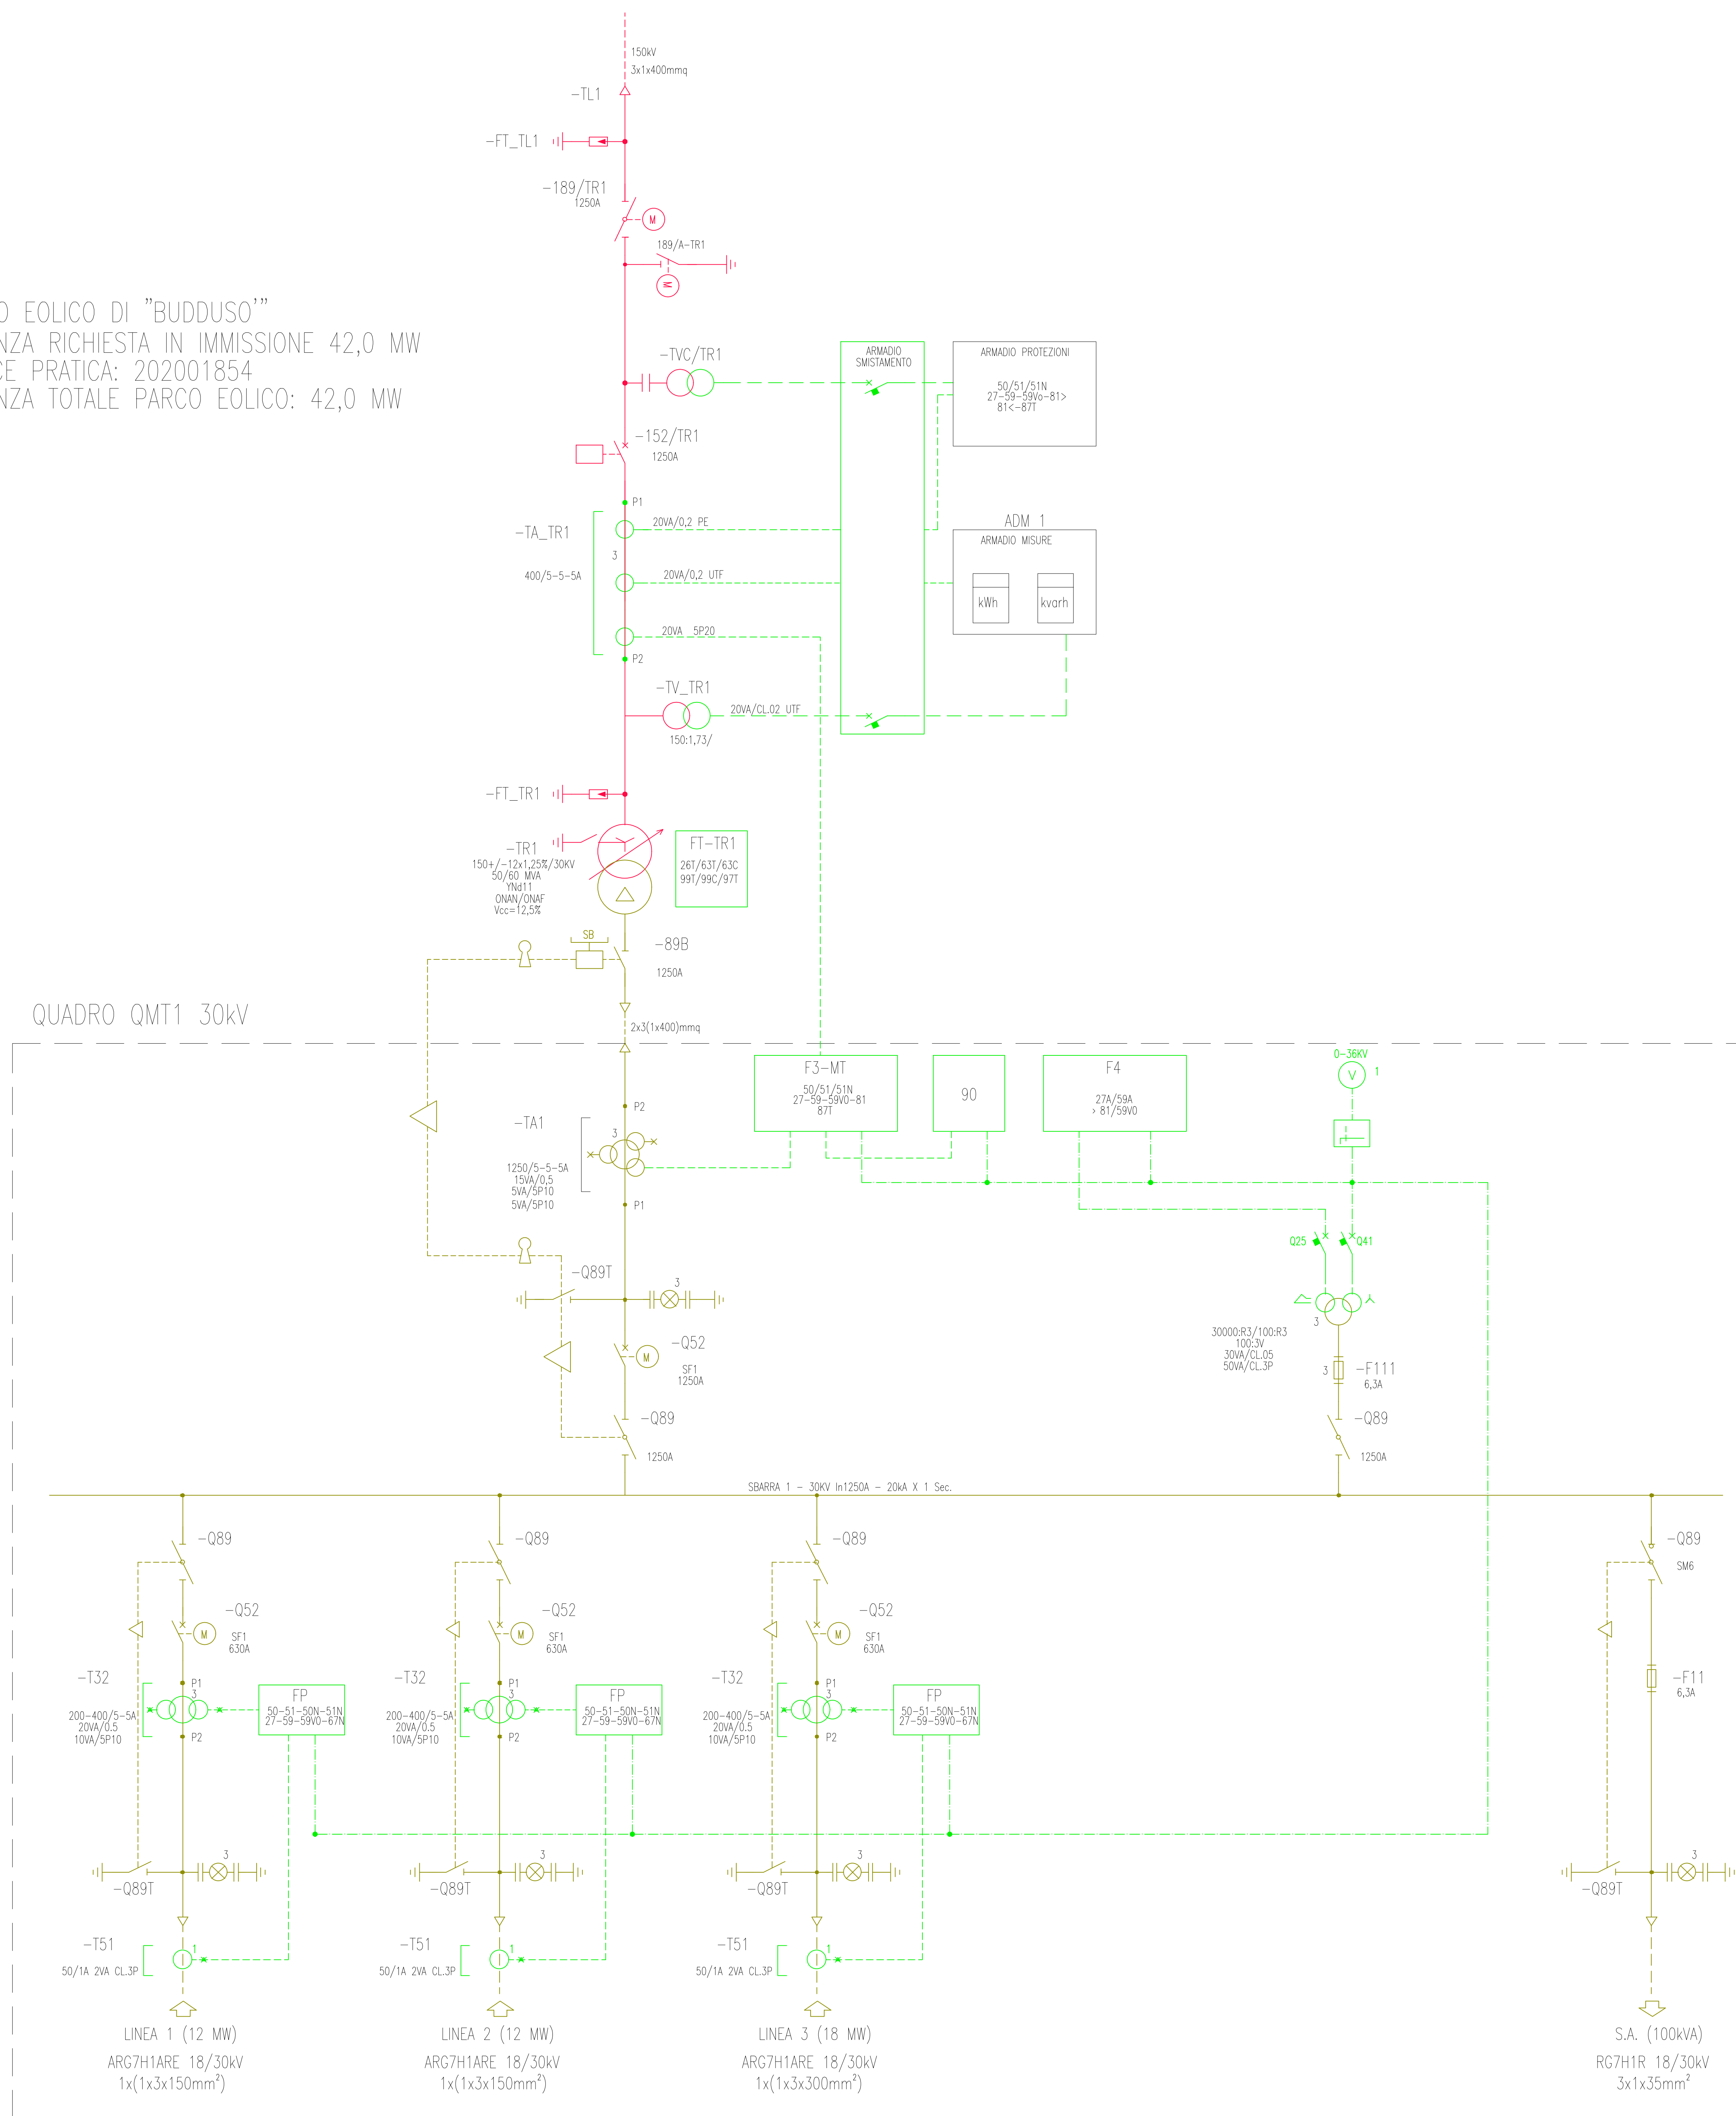 150kV
3x1x400mmq
-TL1
-FT_TL1
-189/TR1
1250A
M
189/A-TR1
M
O EOLICO DI "BUDDUSO'"
NZA RICHIESTA IN IMMISSIONE 42,0 MW
CE PRATICA: 202001854
NZA TOTALE PARCO EOLICO: 42,0 MW
-TVC/TR1
ARMADIO
SMISTAMENTO
ARMADIO PROTEZIONI
50/51/51N
27-59-59Vo-81>
81<-87T
-152/TR1
1250A
P1
-TA_TR1
20VA/0,2 PE
3
400/5-5-5A
20VA/0,2 UTF
20VA 5P20
P2
ADM 1
ARMADIO MISURE
kWh
kvarh
-TV_TR1
20VA/CL.02 UTF
150:1,73/
-FT_TR1
-TR1
150+/-12x1,25%/30KV
50/60 MVA
YNd11
ONAN/ONAF
Vcc=12,5%
FT-TR1
26T/63T/63C
99T/99C/97T
SB
-89B
1250A
QUADRO QMT1 30kV
2x3(1x400)mmq
F3-MT
50/51/51N
27-59-59V0-81
87T
90
F4
27A/59A
> 81/59V0
0-36KV
V
1
P2
-TA1
3
1250/5-5-5A
15VA/0,5
5VA/5P10
5VA/5P10
P1
Q25
Q41
-Q89T
3
3
30000:R3/100:R3
100:3V
30VA/CL.05
50VA/CL.3P
-Q52
M
SF1
1250A
3
-F111
6,3A
-Q89
1250A
-Q89
1250A
SBARRA 1 - 30KV In1250A - 20kA X 1 Sec.
-Q89
-Q52
M
SF1
630A
-T32
P1
3
200-400/5-5A
20VA/0.5
10VA/5P10
P2
FP
50-51-50N-51N
27-59-59V0-67N
3
-Q89T
-T51
1
50/1A 2VA CL.3P
LINEA 1 (12 MW)
ARG7H1ARE 18/30kV
1x(1x3x150mm²)
-Q89
-Q52
M
SF1
630A
-T32
P1
3
200-400/5-5A
20VA/0.5
10VA/5P10
P2
FP
50-51-50N-51N
27-59-59V0-67N
3
-Q89T
-T51
1
50/1A 2VA CL.3P
LINEA 2 (12 MW)
ARG7H1ARE 18/30kV
1x(1x3x150mm²)
-Q89
-Q52
M
SF1
630A
-T32
P1
3
200-400/5-5A
20VA/0.5
10VA/5P10
P2
FP
50-51-50N-51N
27-59-59V0-67N
3
-Q89T
-T51
1
50/1A 2VA CL.3P
LINEA 3 (18 MW)
ARG7H1ARE 18/30kV
1x(1x3x300mm²)
-Q89
SM6
-F11
6,3A
3
-Q89T
S.A. (100kVA)
RG7H1R 18/30kV
3x1x35mm²